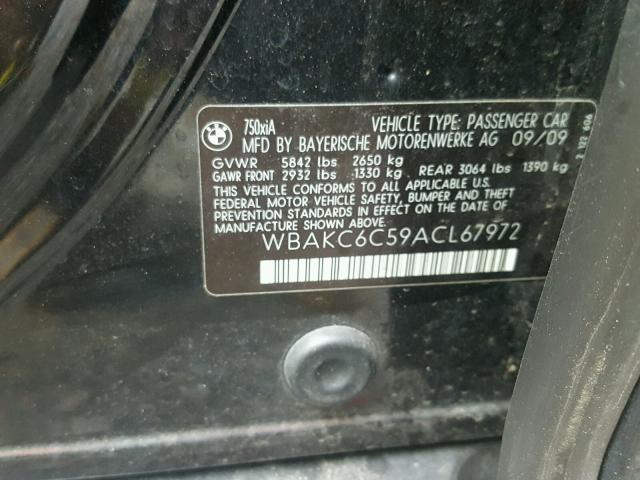 BMW
750xiA VEHICLE TYPE: PASSENGER CAR
MFD BY BAYERISCHE MOTORENWERKE AG 09/09
GVWR 5842 lbs 2650 kg
GAWR FRONT 2932 lbs 1330 kg REAR 3064 lbs 1390 kg
THIS VEHICLE CONFORMS TO ALL APPLICABLE U.S.
FEDERAL MOTOR VEHICLE SAFETY, BUMPER AND THEFT
PREVENTION STANDARDS IN EFFECT ON THE DATE OF
MANUFACTURE SHOWN ABOVE.
WBAKC6C59ACL67972